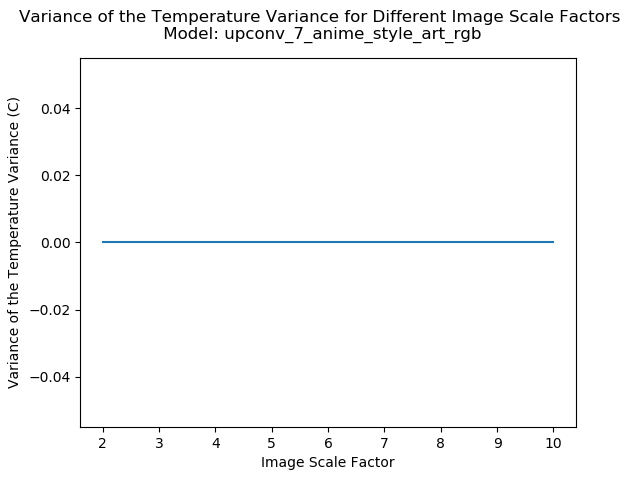 Variance of the Temperature Variance for Different Image Scale Factors
Model: upconv_7_anime_style_art_rgb
Variance of the Temperature Variance (C)
0.04
0.02
0.00
−0.02
−0.04
2 3 4 5 6 7 8 9 10
Image Scale Factor